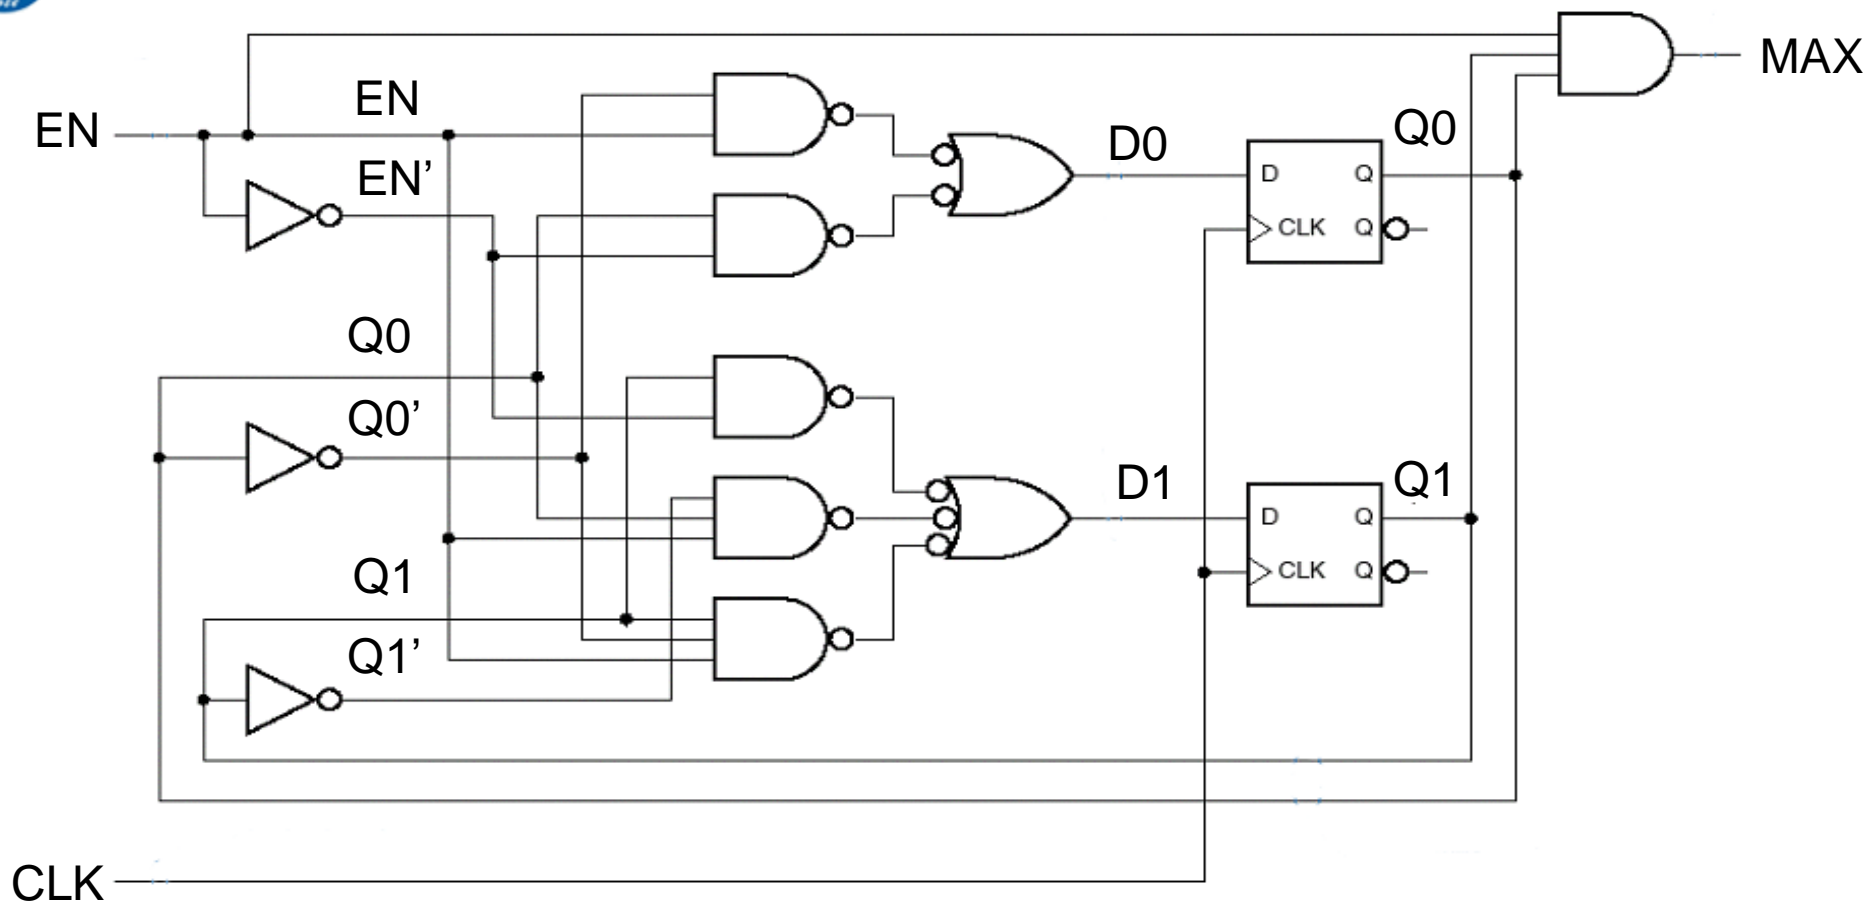 MAX
EN
EN
EN’
D0
Q0
D Q
CLK Q
Q0
Q0’
D1
Q1
D Q
CLK Q
Q1
Q1’
CLK